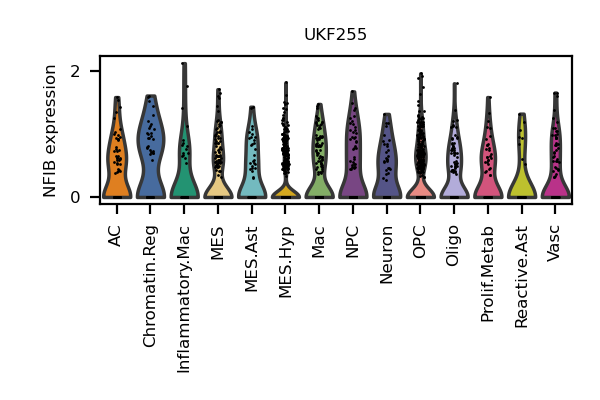 UKF255
NFIB expression
2
0
AC
Chromatin.Reg
Inflammatory.Mac
MES
MES.Ast
MES.Hyp
Mac
NPC
Neuron
OPC
Oligo
Prolif.Metab
Reactive.Ast
Vasc